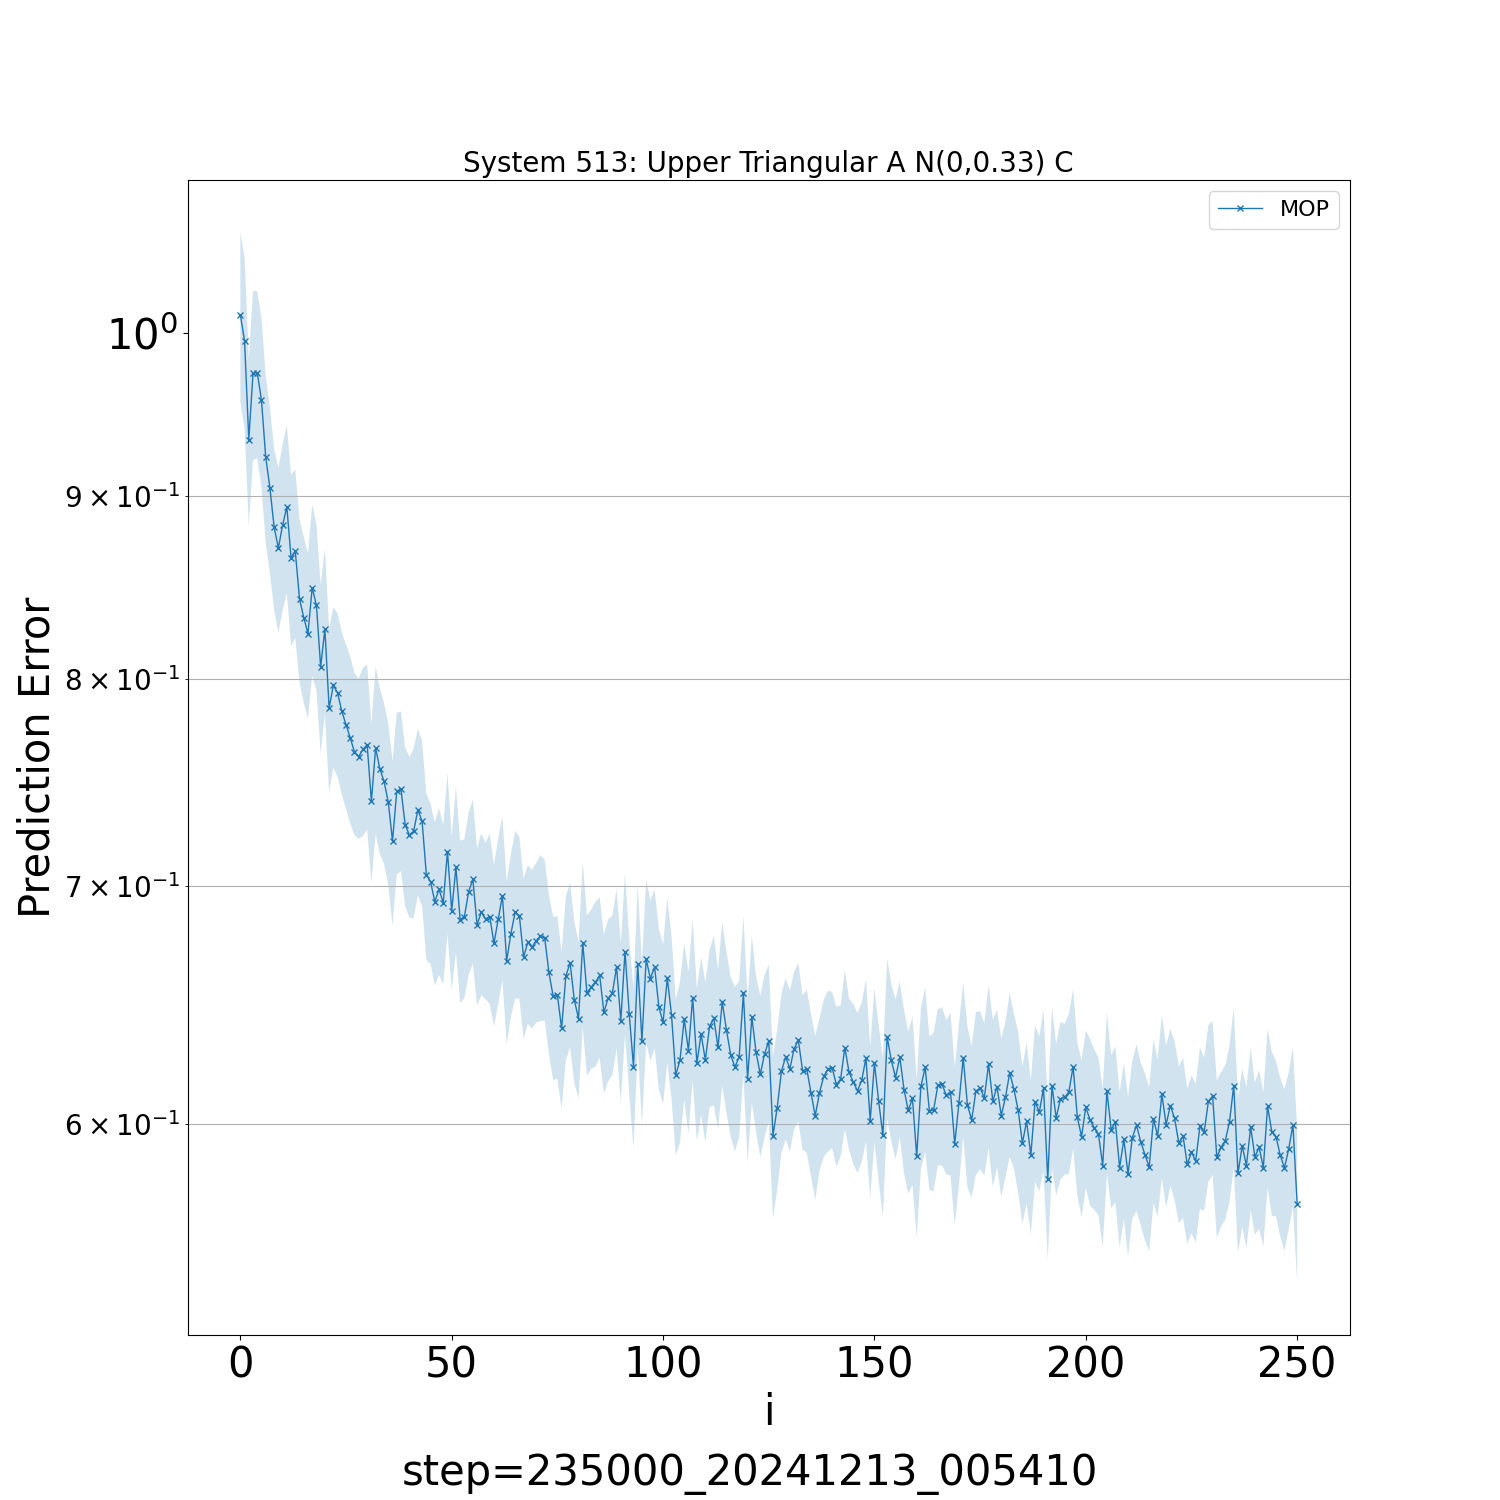 System 513: Upper Triangular A N(0,0.33) C
MOP
10⁰
9 × 10⁻¹
8 × 10⁻¹
7 × 10⁻¹
6 × 10⁻¹
Prediction Error
0 50 100 150 200 250
i
step=235000_20241213_005410